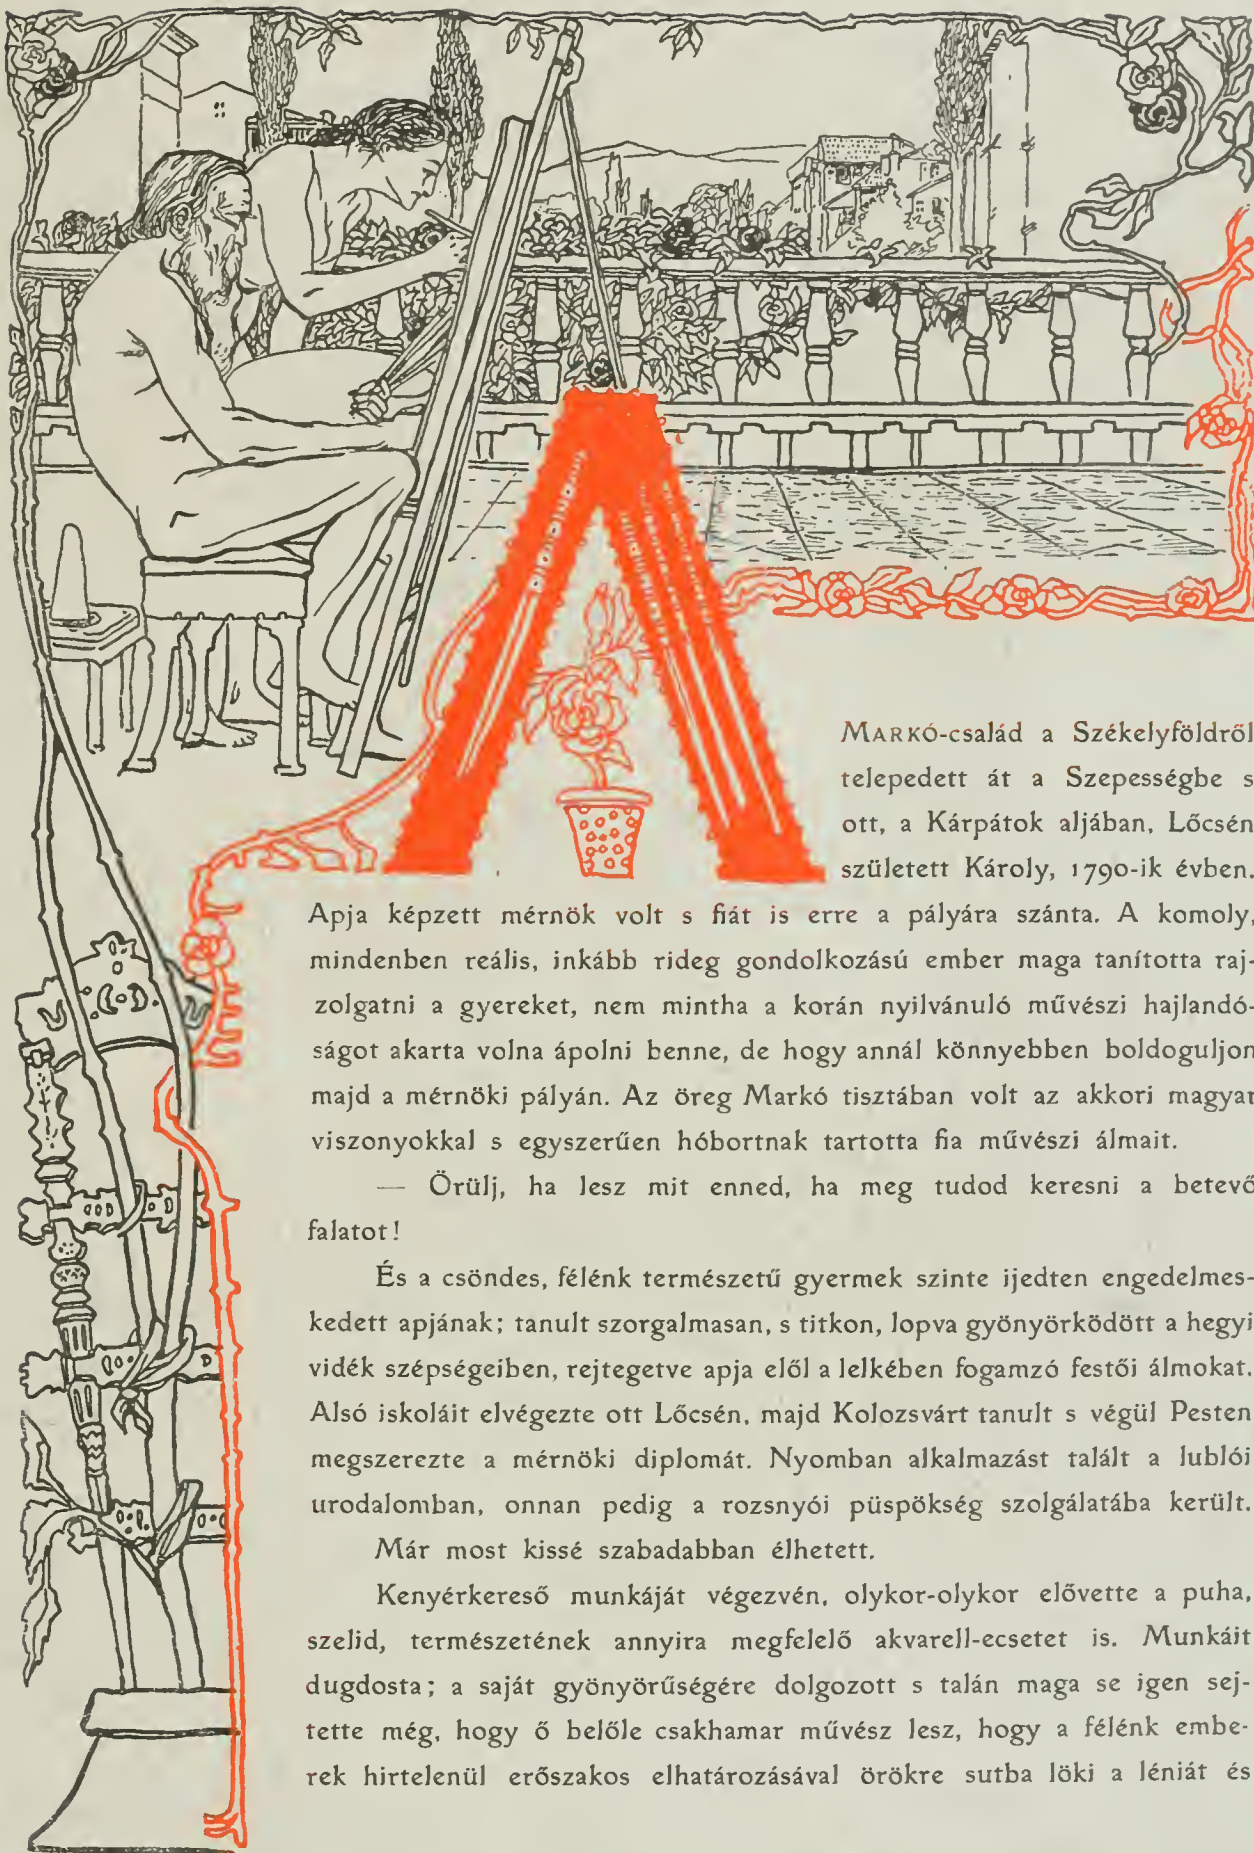 A MARKÓ-család a Székelyföldről
telepedett át a Szepességbe s
ott, a Kárpátok aljában, Lőcsén
született Károly, 1790-ik évben.
Apja képzett mérnök volt s fiát is erre a pályára szánta. A komoly,
mindenben reális, inkább rideg gondolkozású ember maga tanította raj-
zolgatni a gyereket, nem mintha a korán nyilvánuló művészi hajlandó-
ságot akarta volna ápolni benne, de hogy annál könnyebben boldoguljon
majd a mérnöki pályán. Az öreg Markó tisztában volt az akkori magyar
viszonyokkal s egyszerűen hóbortnak tartotta fia művészi álmait.
— Örülj, ha lesz mit enned, ha meg tudod keresni a betevő
falatot!
És a csöndes, félénk természetű gyermek szinte ijedten engedelmes-
kedett apjának; tanult szorgalmasan, s titkon, lopva gyönyörködött a hegyi
vidék szépségeiben, rejtegetve apja elől a lelkében fogamzó festői álmokat.
Alsó iskoláit elvégezte ott Lőcsén, majd Kolozsvárt tanult s végül Pesten
megszerezte a mérnöki diplomát. Nyomban alkalmazást talált a lublói
urodalomban, onnan pedig a rozsnyói püspökség szolgálatába került.
Már most kissé szabadabban élhetett.
Kenyérkereső munkáját végezvén, olykor-olykor elővette a puha,
szelid, természetének annyira megfelelő akvarell-ecsetet is. Munkáit
dugdosta; a saját gyönyörűségére dolgozott s talán maga se igen sej-
tette még, hogy ő belőle csakhamar művész lesz, hogy a félénk embe-
rek hirtelenül erőszakos elhatározásával örökre sutba löki a léniát és